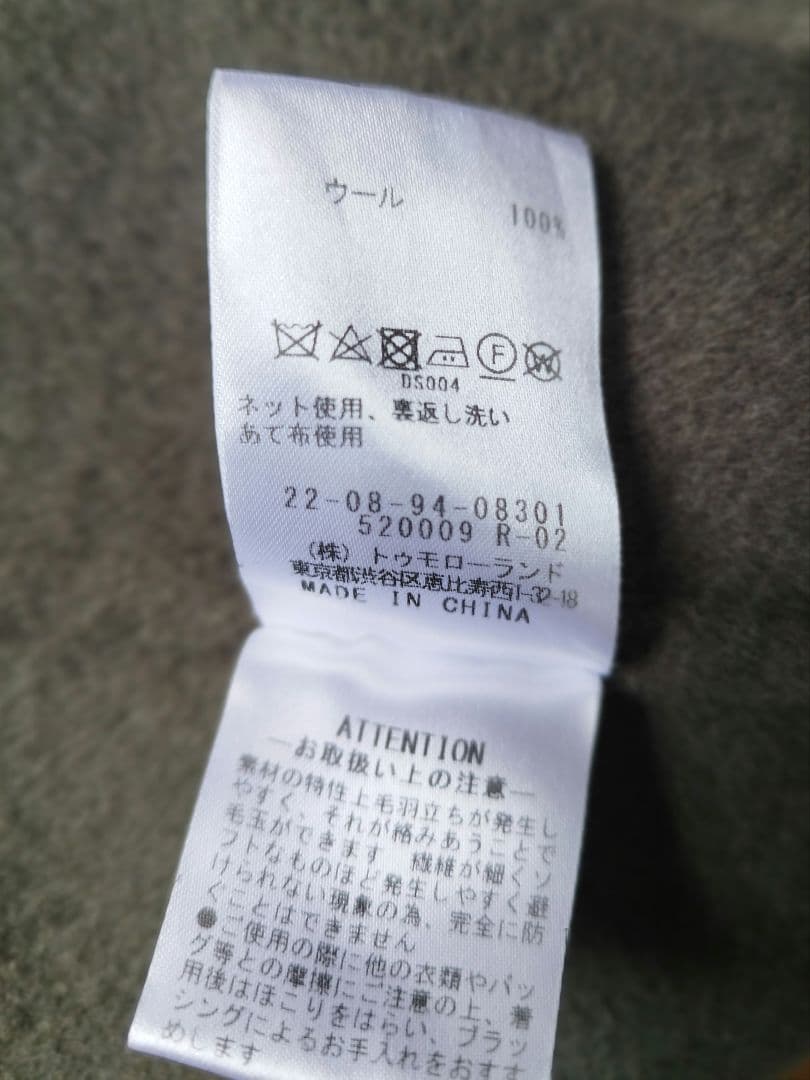 ウール 100%
F W
DS004
ネット使用、裏返し洗い
あて布使用
22-08-94-08301
520009 R-02
(株) トゥモローランド
東京都渋谷区恵比寿西1-32-18
MADE IN CHINA
ATTENTION
―お取扱い上の注意―
素材の特性上毛羽立ちが発生し
やすく、それが絡みあうことで
毛玉ができます 繊維が細くソ
フトなものほど発生しやすく避
けられない現象の為、完全に防
ぐことはできません
●ご使用の際に他の衣類やバッ
グ等との摩擦にご注意の上、着
用後はほこりをはらい、ブラッ
シングによるお手入れをおすす
めします